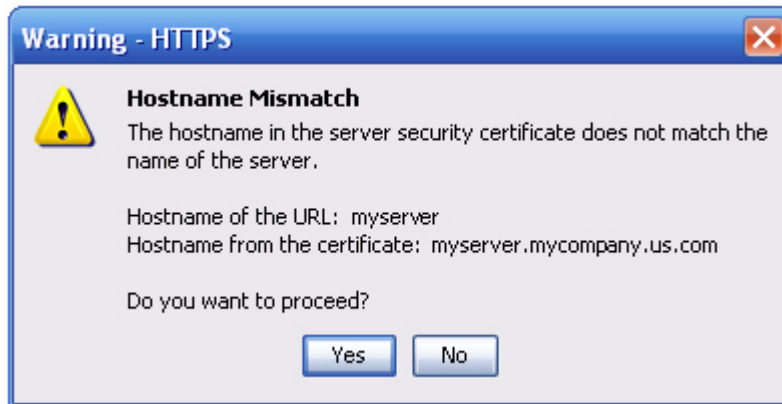 Warning - HTTPS
Hostname Mismatch
The hostname in the server security certificate does not match the
name of the server.
Hostname of the URL: myserver
Hostname from the certificate: myserver.mycompany.us.com
Do you want to proceed?
Yes No